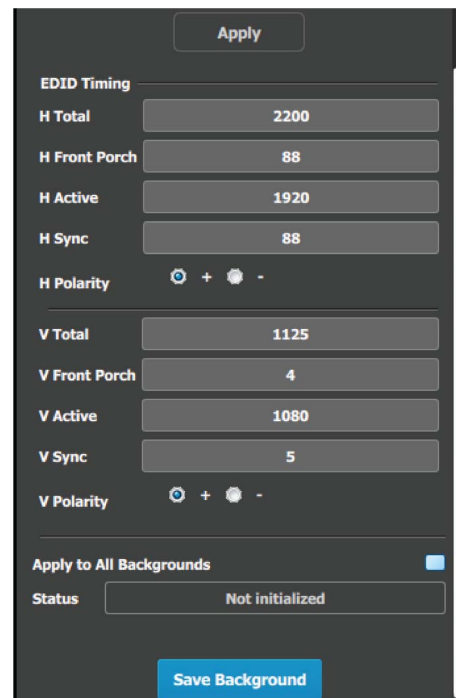 Apply
EDID Timing
H Total 2200
H Front Porch 88
H Active 1920
H Sync 88
H Polarity + -
V Total 1125
V Front Porch 4
V Active 1080
V Sync 5
V Polarity + -
Apply to All Backgrounds
Status Not initialized
Save Background